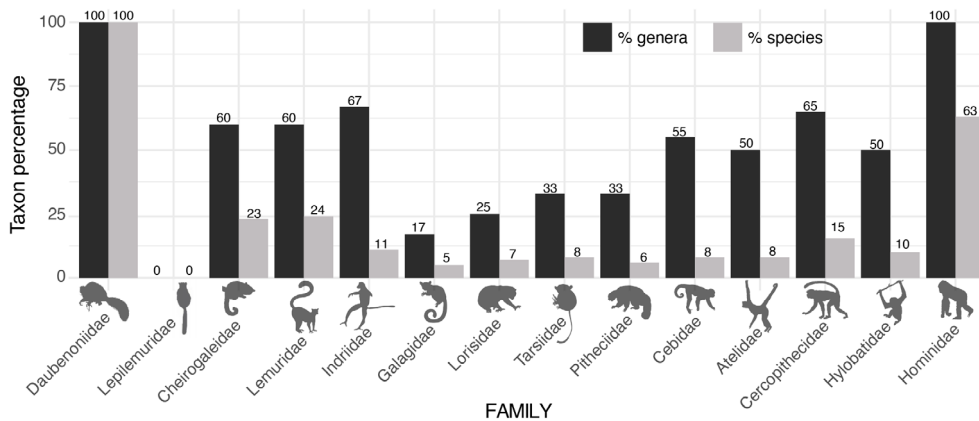 100 100 100 100
% genera % species
75
67 65 63
60 60 55
50 50 50
33 33
25 23 24 25
17 15
11 10
5 7 8 6 8 8
0 0 0
Taxon percentage
Daubenoniidae
Lepilemuridae
Cheirogaleidae
Lemuridae
Indriidae
Galagidae
Lorisidae
Tarsiidae
Pitheciidae
Cebidae
Atelidae
Cercopithecidae
Hylobatidae
Hominidae
FAMILY